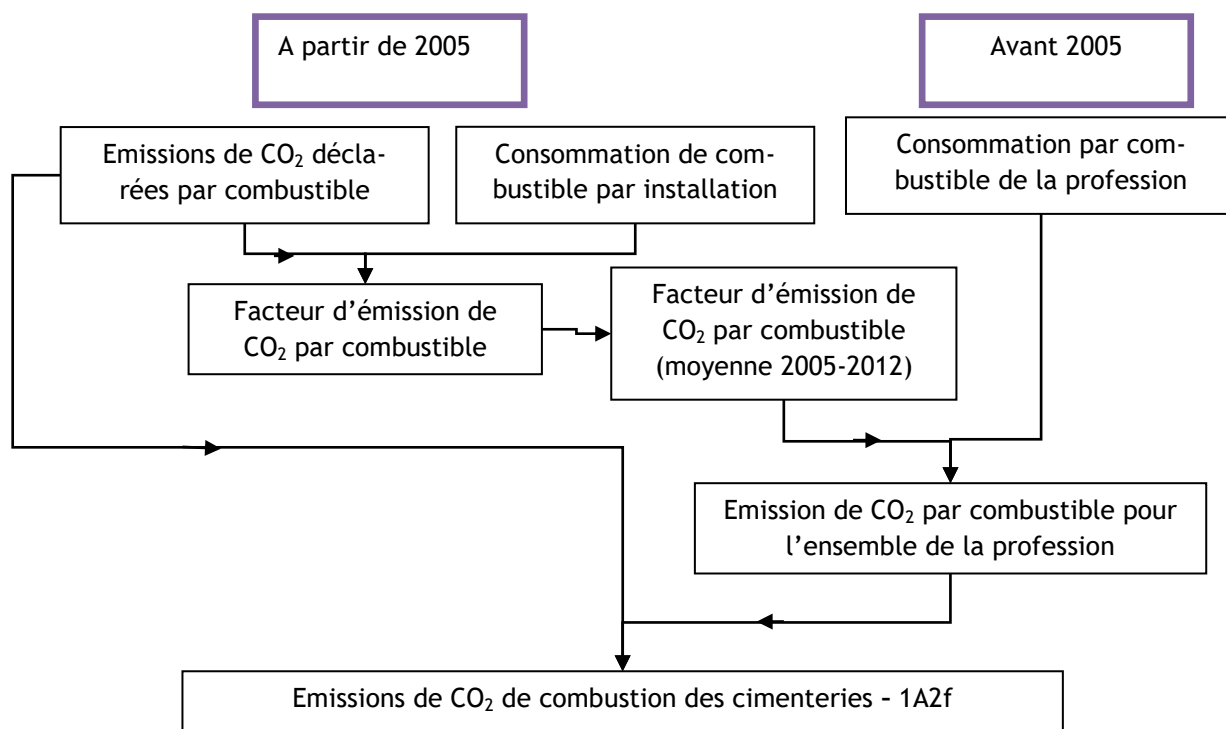 A partir de 2005
Avant 2005
Emissions de CO₂ décla-
rées par combustible
Consommation de com-
bustible par installation
Consommation par com-
bustible de la profession
Facteur d’émission de
CO₂ par combustible
Facteur d’émission de
CO₂ par combustible
(moyenne 2005-2012)
Emission de CO₂ par combustible pour
l’ensemble de la profession
Emissions de CO₂ de combustion des cimenteries – 1A2f